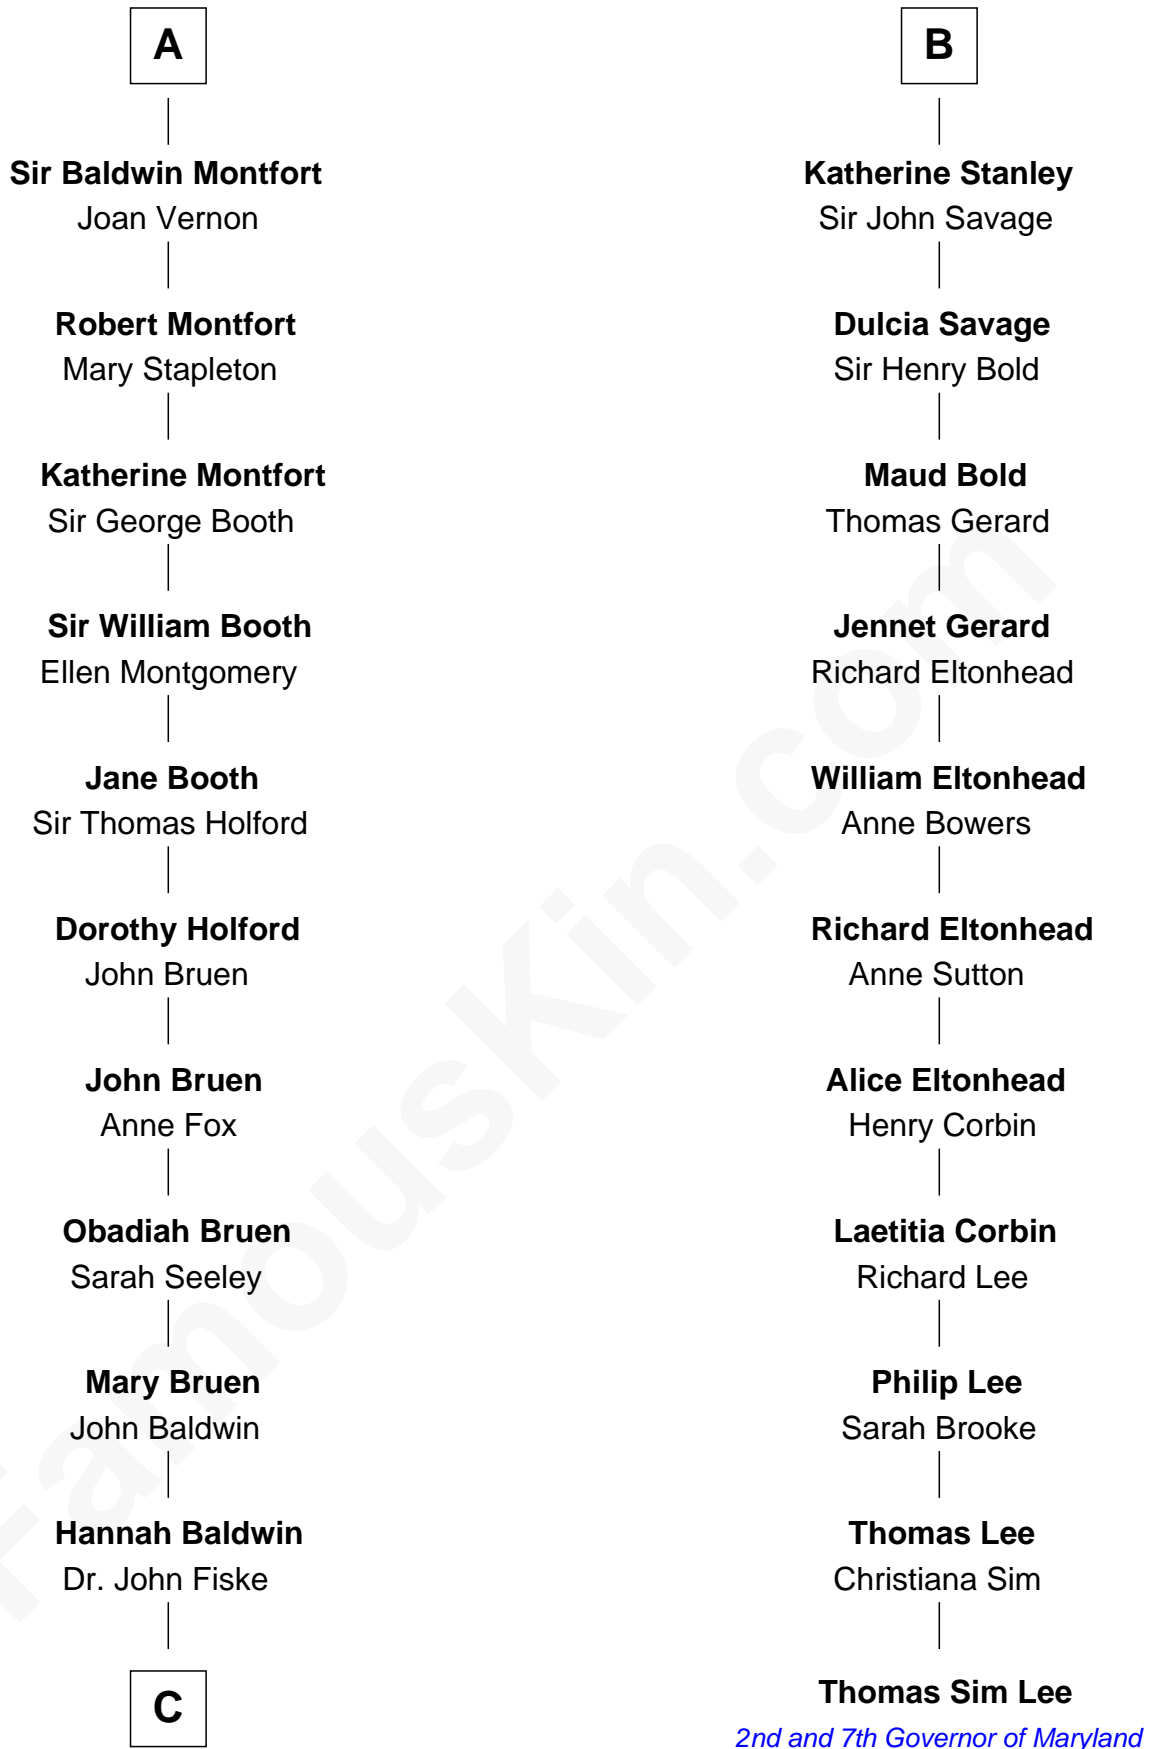 A
Sir Baldwin Montfort
Joan Vernon
Robert Montfort
Mary Stapleton
Katherine Montfort
Sir George Booth
Sir William Booth
Ellen Montgomery
Jane Booth
Sir Thomas Holford
Dorothy Holford
John Bruen
John Bruen
Anne Fox
Obadiah Bruen
Sarah Seeley
Mary Bruen
John Baldwin
Hannah Baldwin
Dr. John Fiske
C
B
Katherine Stanley
Sir John Savage
Dulcia Savage
Sir Henry Bold
Maud Bold
Thomas Gerard
Jennet Gerard
Richard Eltonhead
William Eltonhead
Anne Bowers
Richard Eltonhead
Anne Sutton
Alice Eltonhead
Henry Corbin
Laetitia Corbin
Richard Lee
Philip Lee
Sarah Brooke
Thomas Lee
Christiana Sim
Thomas Sim Lee
2nd and 7th Governor of Maryland
FamousKin.com